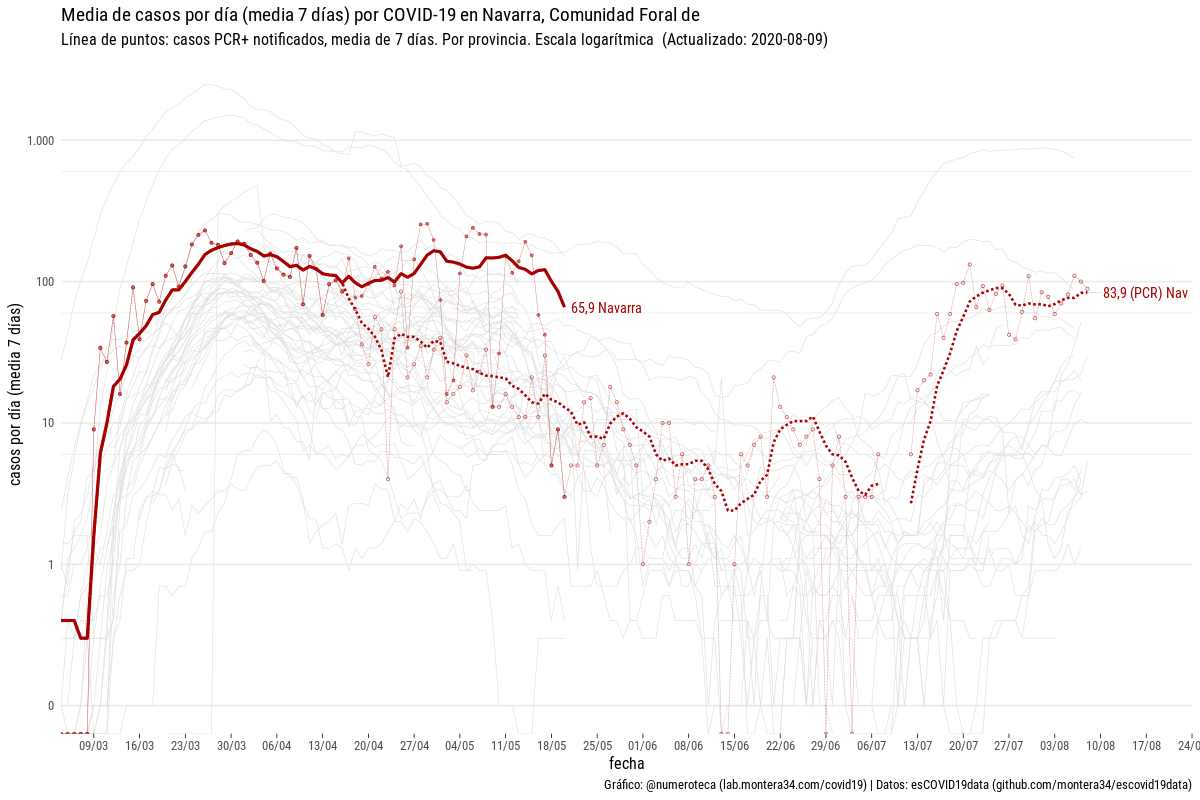 Media de casos por día (media 7 días) por COVID-19 en Navarra, Comunidad Foral de
Línea de puntos: casos PCR+ notificados, media de 7 días. Por provincia. Escala logarítmica (Actualizado: 2020-08-09)
casos por día (media 7 días)
1.000
100
10
1
0
65,9 Navarra
83,9 (PCR) Nav
09/03 16/03 23/03 30/03 06/04 13/04 20/04 27/04 04/05 11/05 18/05 25/05 01/06 08/06 15/06 22/06 29/06 06/07 13/07 20/07 27/07 03/08 10/08 17/08 24/0
fecha
Gráfico: @numeroteca (lab.montera34.com/covid19) | Datos: esCOVID19data (github.com/montera34/escovid19data)